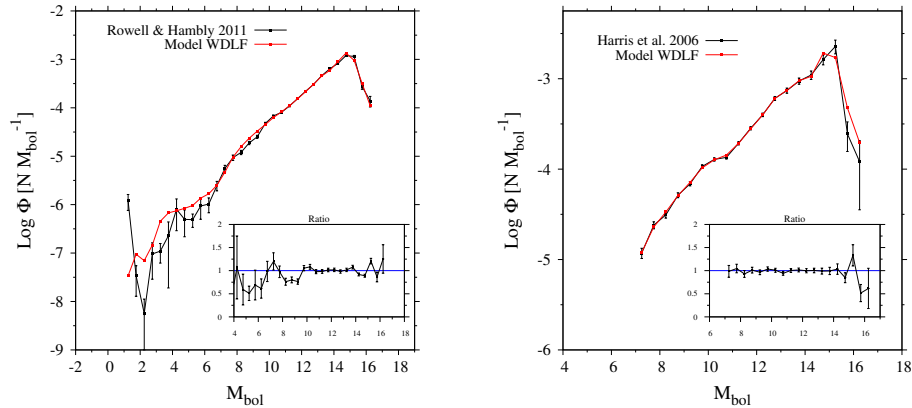 Rowell & Hambly 2011
Model WDLF
-2
-3
-4
-5
-6
-7
-8
-9
Log Φ [N M_bol^-1]
-2 0 2 4 6 8 10 12 14 16 18
M_bol
Ratio
2
1.5
1
0.5
0
4 6 8 10 12 14 16 18
Harris et al. 2006
Model WDLF
-3
-4
-5
-6
Log Φ [N M_bol^-1]
4 6 8 10 12 14 16 18
M_bol
Ratio
2
1.5
1
0.5
0
6 8 10 12 14 16 18